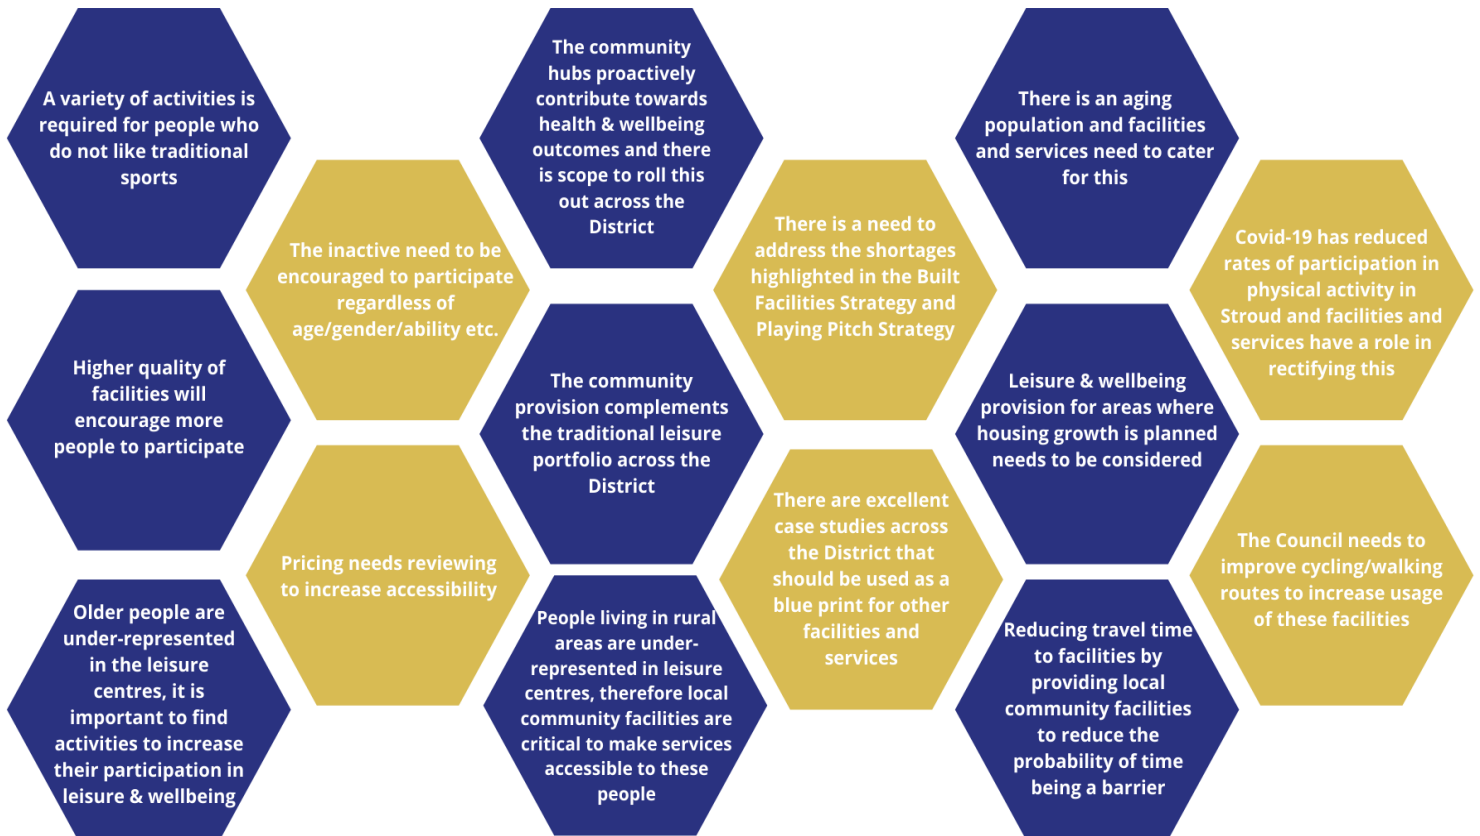 A variety of activities is
required for people who
do not like traditional
sports
The community
hubs proactively
contribute towards
health & wellbeing
outcomes and there
is scope to roll this
out across the
District
There is an aging
population and facilities
and services need to cater
for this
The inactive need to be
encouraged to participate
regardless of
age/gender/ability etc.
There is a need to
address the shortages
highlighted in the Built
Facilities Strategy and
Playing Pitch Strategy
Covid-19 has reduced
rates of participation in
physical activity in
Stroud and facilities and
services have a role in
rectifying this
Higher quality of
facilities will
encourage more
people to participate
The community
provision complements
the traditional leisure
portfolio across the
District
Leisure & wellbeing
provision for areas where
housing growth is planned
needs to be considered
Pricing needs reviewing
to increase accessibility
There are excellent
case studies across
the District that
should be used as a
blue print for other
facilities and
services
The Council needs to
improve cycling/walking
routes to increase usage
of these facilities
Older people are
under-represented
in the leisure
centres, it is
important to find
activities to increase
their participation in
leisure & wellbeing
People living in rural
areas are under-
represented in leisure
centres, therefore local
community facilities are
critical to make services
accessible to these
people
Reducing travel time
to facilities by
providing local
community facilities
to reduce the
probability of time
being a barrier